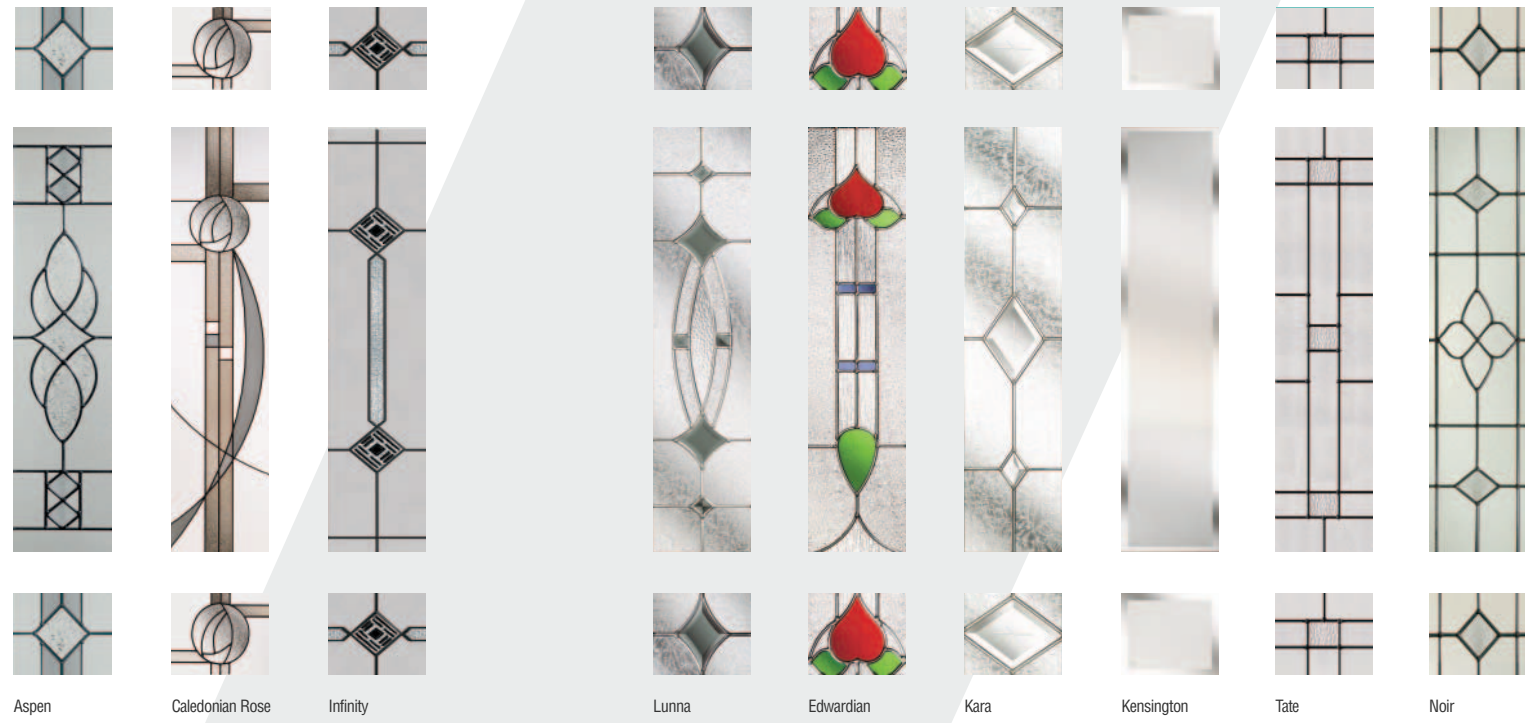 Aspen
Caledonian Rose
Infinity
Lunna
Edwardian
Kara
Kensington
Tate
Noir